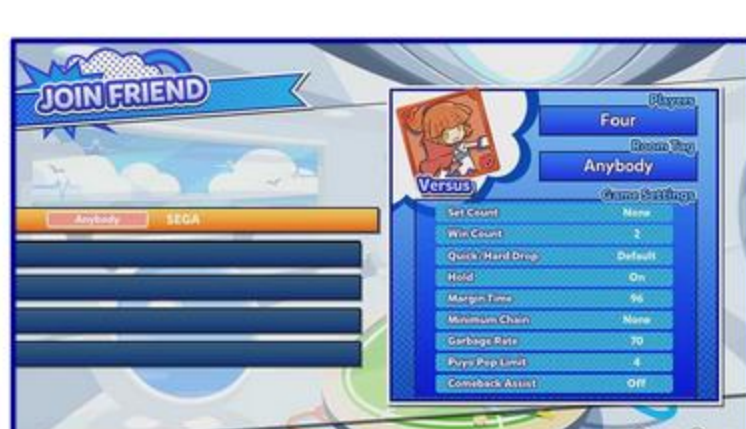 JOIN FRIEND
Anybody SEGA
Versus
Players
Four
Room Tag
Anybody
Game Settings
Set Count None
Win Count 2
Quick/Hard Drop Default
Hold On
Margin Time 96
Minimum Chain None
Garbage Rate 70
Puyo Pop Limit 4
Comeback Assist Off